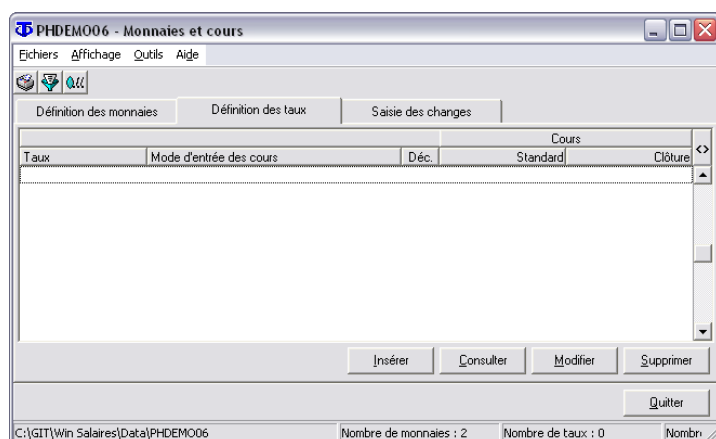 PHDEMO06 - Monnaies et cours
Fichiers Affichage Outils Aide
all
Définition des monnaies Définition des taux Saisie des changes
Cours
<>
Taux Mode d'entrée des cours Déc. Standard Clôture
Insérer Consulter Modifier Supprimer
Quitter
C:\GIT\Win Salaires\Data\PHDEMO06 Nombre de monnaies : 2 Nombre de taux : 0 Nombr